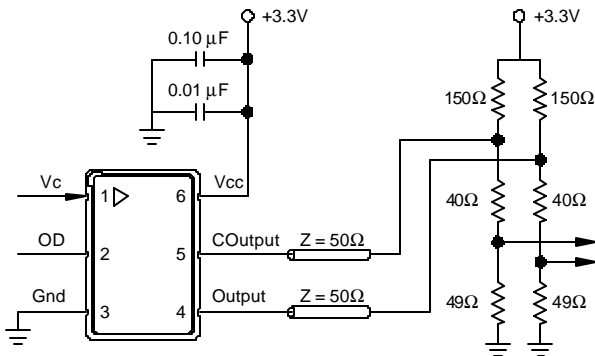 +3.3V
+3.3V
0.10 µF
0.01 µF
150Ω
150Ω
Vc
1
6
Vcc
40Ω
40Ω
OD
2
5
COutput
Z = 50Ω
Gnd
3
4
Output
Z = 50Ω
49Ω
49Ω